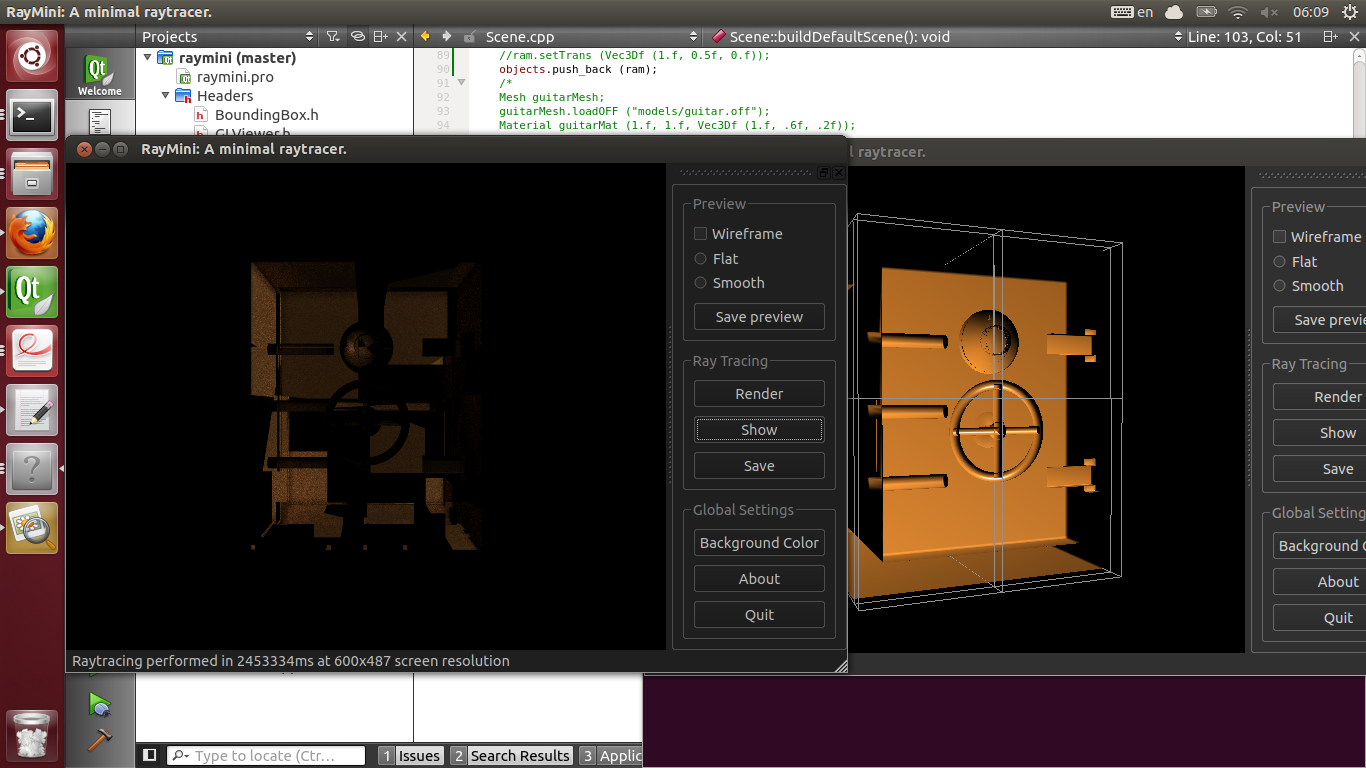 RayMini: A minimal raytracer.
en
06:09
Projects
Scene.cpp
Scene::buildDefaultScene(): void
Line: 103, Col: 51
Qt
Welcome
raymini (master)
raymini.pro
Headers
BoundingBox.h
GLViewer.h
89 //ram.setTrans (Vec3Df (1.f, 0.5f, 0.f));
90 objects.push_back (ram);
91 /*
92 Mesh guitarMesh;
93 guitarMesh.loadOFF ("models/guitar.off");
94 Material guitarMat (1.f, 1.f, Vec3Df (1.f, .6f, .2f));
RayMini: A minimal raytracer.
Preview
Wireframe
Flat
Smooth
Save preview
Ray Tracing
Render
Show
Save
Global Settings
Background Color
About
Quit
Raytracing performed in 2453334ms at 600x487 screen resolution
l raytracer.
Preview
Wireframe
Flat
Smooth
Save previe
Ray Tracing
Render
Show
Save
Global Setting
Background C
About
Quit
Qt
Type to locate (Ctr...
1 Issues
2 Search Results
3 Applic